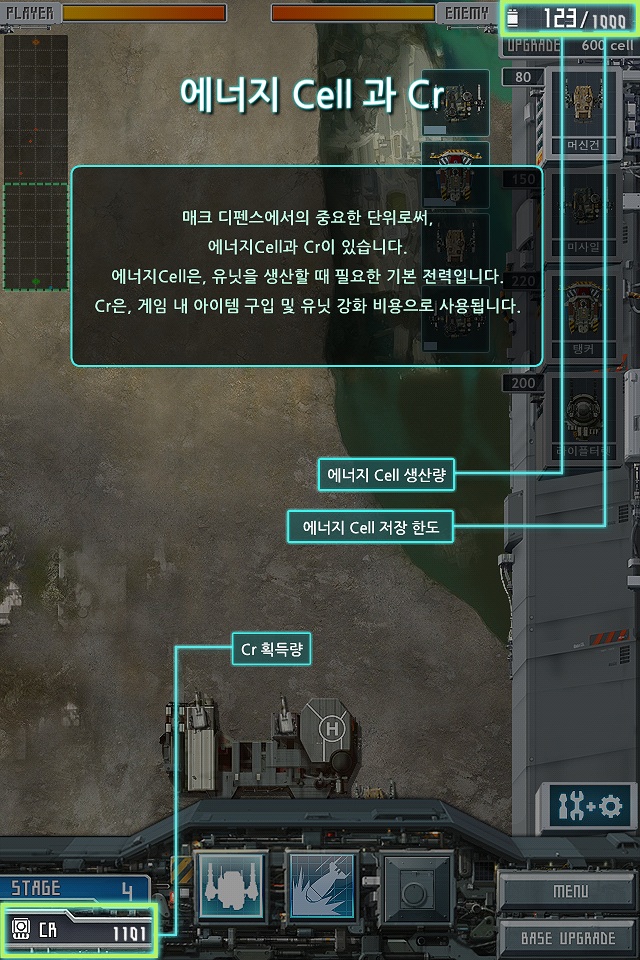 PLAYER
ENEMY
123/1000
UPGRADE 600 cell
에너지 Cell 과 Cr
80
머신건
매크 디펜스에서의 중요한 단위로써,
에너지Cell과 Cr이 있습니다.
에너지Cell은, 유닛을 생산할 때 필요한 기본 전력입니다.
Cr은, 게임 내 아이템 구입 및 유닛 강화 비용으로 사용됩니다.
150
미사일
220
탱커
200
에너지 Cell 생산량
에너지 Cell 저장 한도
Cr 획득량
H
STAGE 4
CR 1101
MENU
BASE UPGRADE